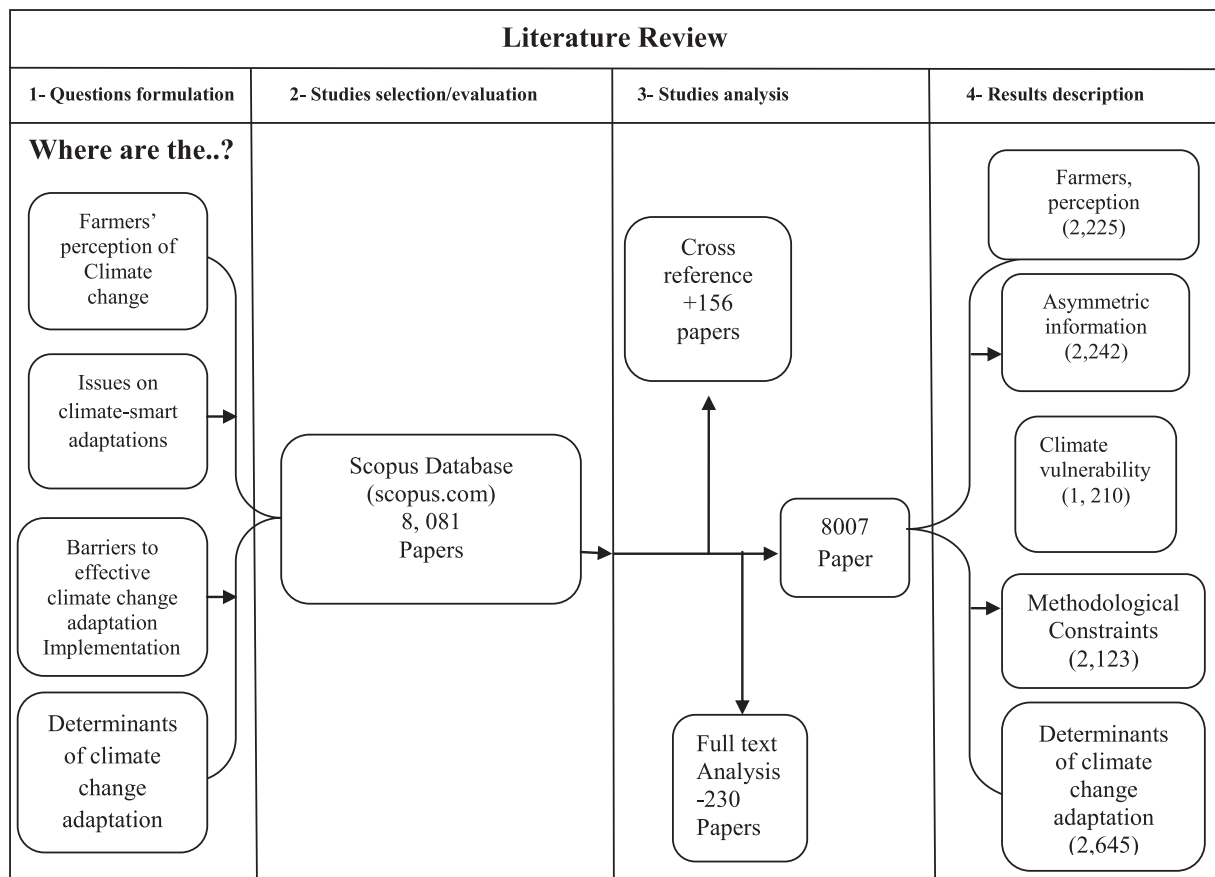 Literature Review
1- Questions formulation
2- Studies selection/evaluation
3- Studies analysis
4- Results description
Where are the..?
Farmers’
perception of
Climate
change
Issues on
climate-smart
adaptations
Barriers to
effective
climate change
adaptation
Implementation
Determinants
of climate
change
adaptation
Scopus Database
(scopus.com)
8, 081
Papers
Cross
reference
+156
papers
8007
Paper
Full text
Analysis
-230
Papers
Farmers,
perception
(2,225)
Asymmetric
information
(2,242)
Climate
vulnerability
(1, 210)
Methodological
Constraints
(2,123)
Determinants
of climate
change
adaptation
(2,645)